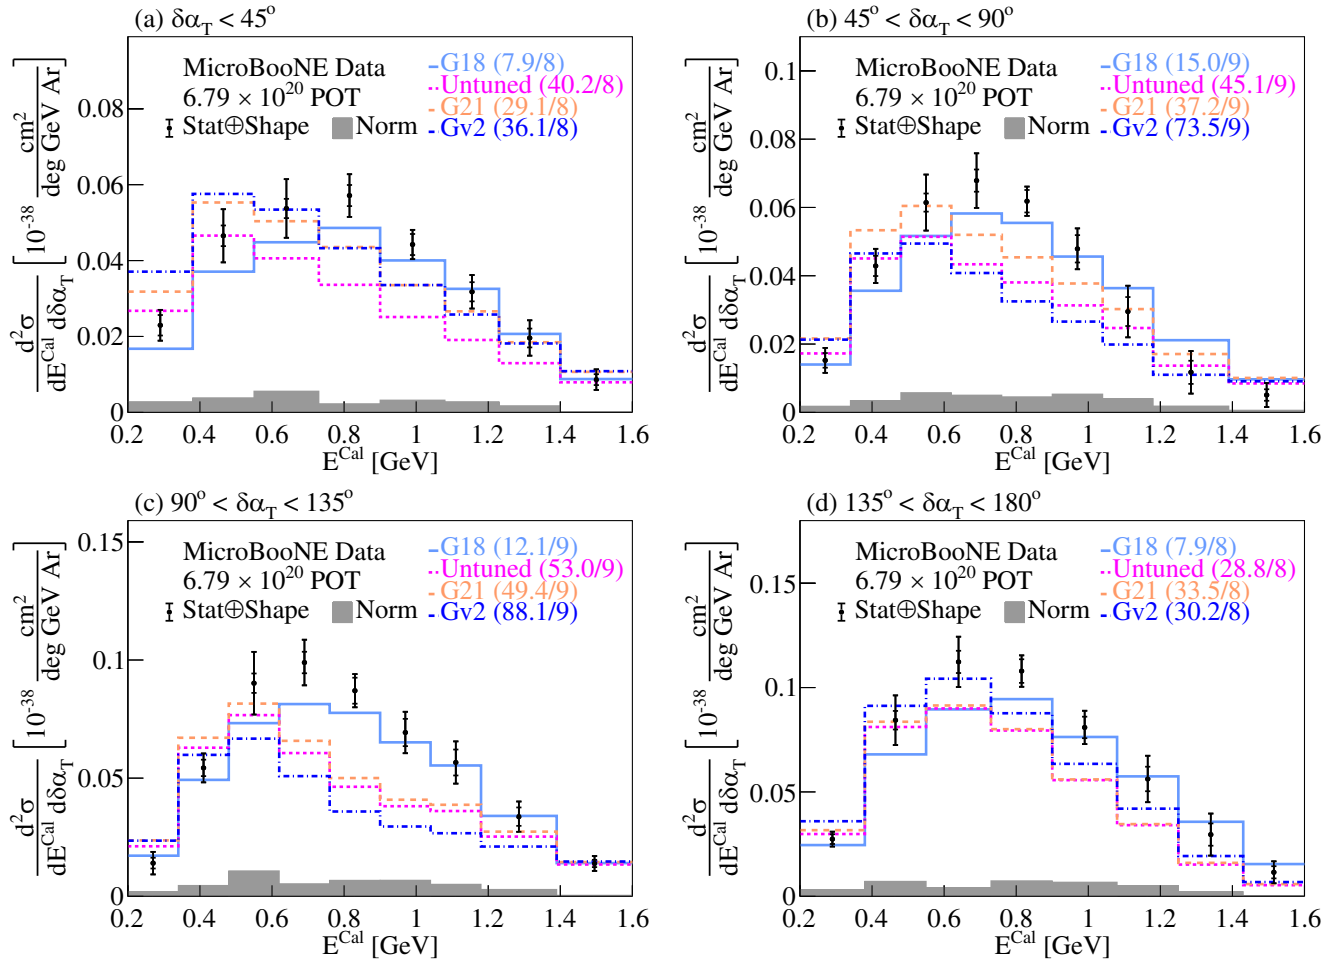 (a) δα_T < 45°
d²σ / dE^Cal dδα_T [10^-38 cm² / deg GeV Ar]
MicroBooNE Data
6.79 × 10^20 POT
Stat⊕Shape
Norm
G18 (7.9/8)
Untuned (40.2/8)
G21 (29.1/8)
Gv2 (36.1/8)
0.08
0.06
0.04
0.02
0
0.2 0.4 0.6 0.8 1 1.2 1.4 1.6
E^Cal [GeV]
(b) 45° < δα_T < 90°
d²σ / dE^Cal dδα_T [10^-38 cm² / deg GeV Ar]
MicroBooNE Data
6.79 × 10^20 POT
Stat⊕Shape
Norm
G18 (15.0/9)
Untuned (45.1/9)
G21 (37.2/9)
Gv2 (73.5/9)
0.1
0.08
0.06
0.04
0.02
0
0.2 0.4 0.6 0.8 1 1.2 1.4 1.6
E^Cal [GeV]
(c) 90° < δα_T < 135°
d²σ / dE^Cal dδα_T [10^-38 cm² / deg GeV Ar]
MicroBooNE Data
6.79 × 10^20 POT
Stat⊕Shape
Norm
G18 (12.1/9)
Untuned (53.0/9)
G21 (49.4/9)
Gv2 (88.1/9)
0.15
0.1
0.05
0
0.2 0.4 0.6 0.8 1 1.2 1.4 1.6
E^Cal [GeV]
(d) 135° < δα_T < 180°
d²σ / dE^Cal dδα_T [10^-38 cm² / deg GeV Ar]
MicroBooNE Data
6.79 × 10^20 POT
Stat⊕Shape
Norm
G18 (7.9/8)
Untuned (28.8/8)
G21 (33.5/8)
Gv2 (30.2/8)
0.15
0.1
0.05
0
0.2 0.4 0.6 0.8 1 1.2 1.4 1.6
E^Cal [GeV]